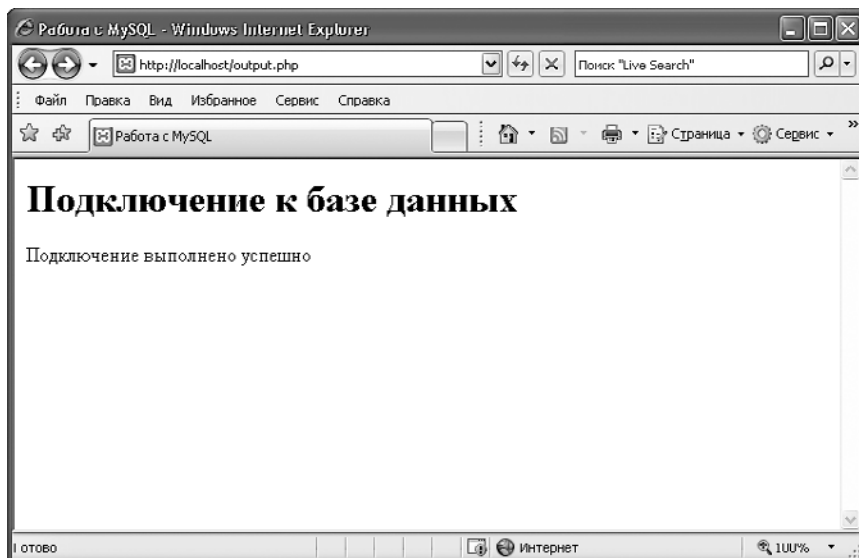 Работа с MySQL - Windows Internet Explorer
http://localhost/output.php
Поиск "Live Search"
Файл Правка Вид Избранное Сервис Справка
Работа с MySQL
Страница Сервис »
Подключение к базе данных
Подключение выполнено успешно
отово
Интернет
100%